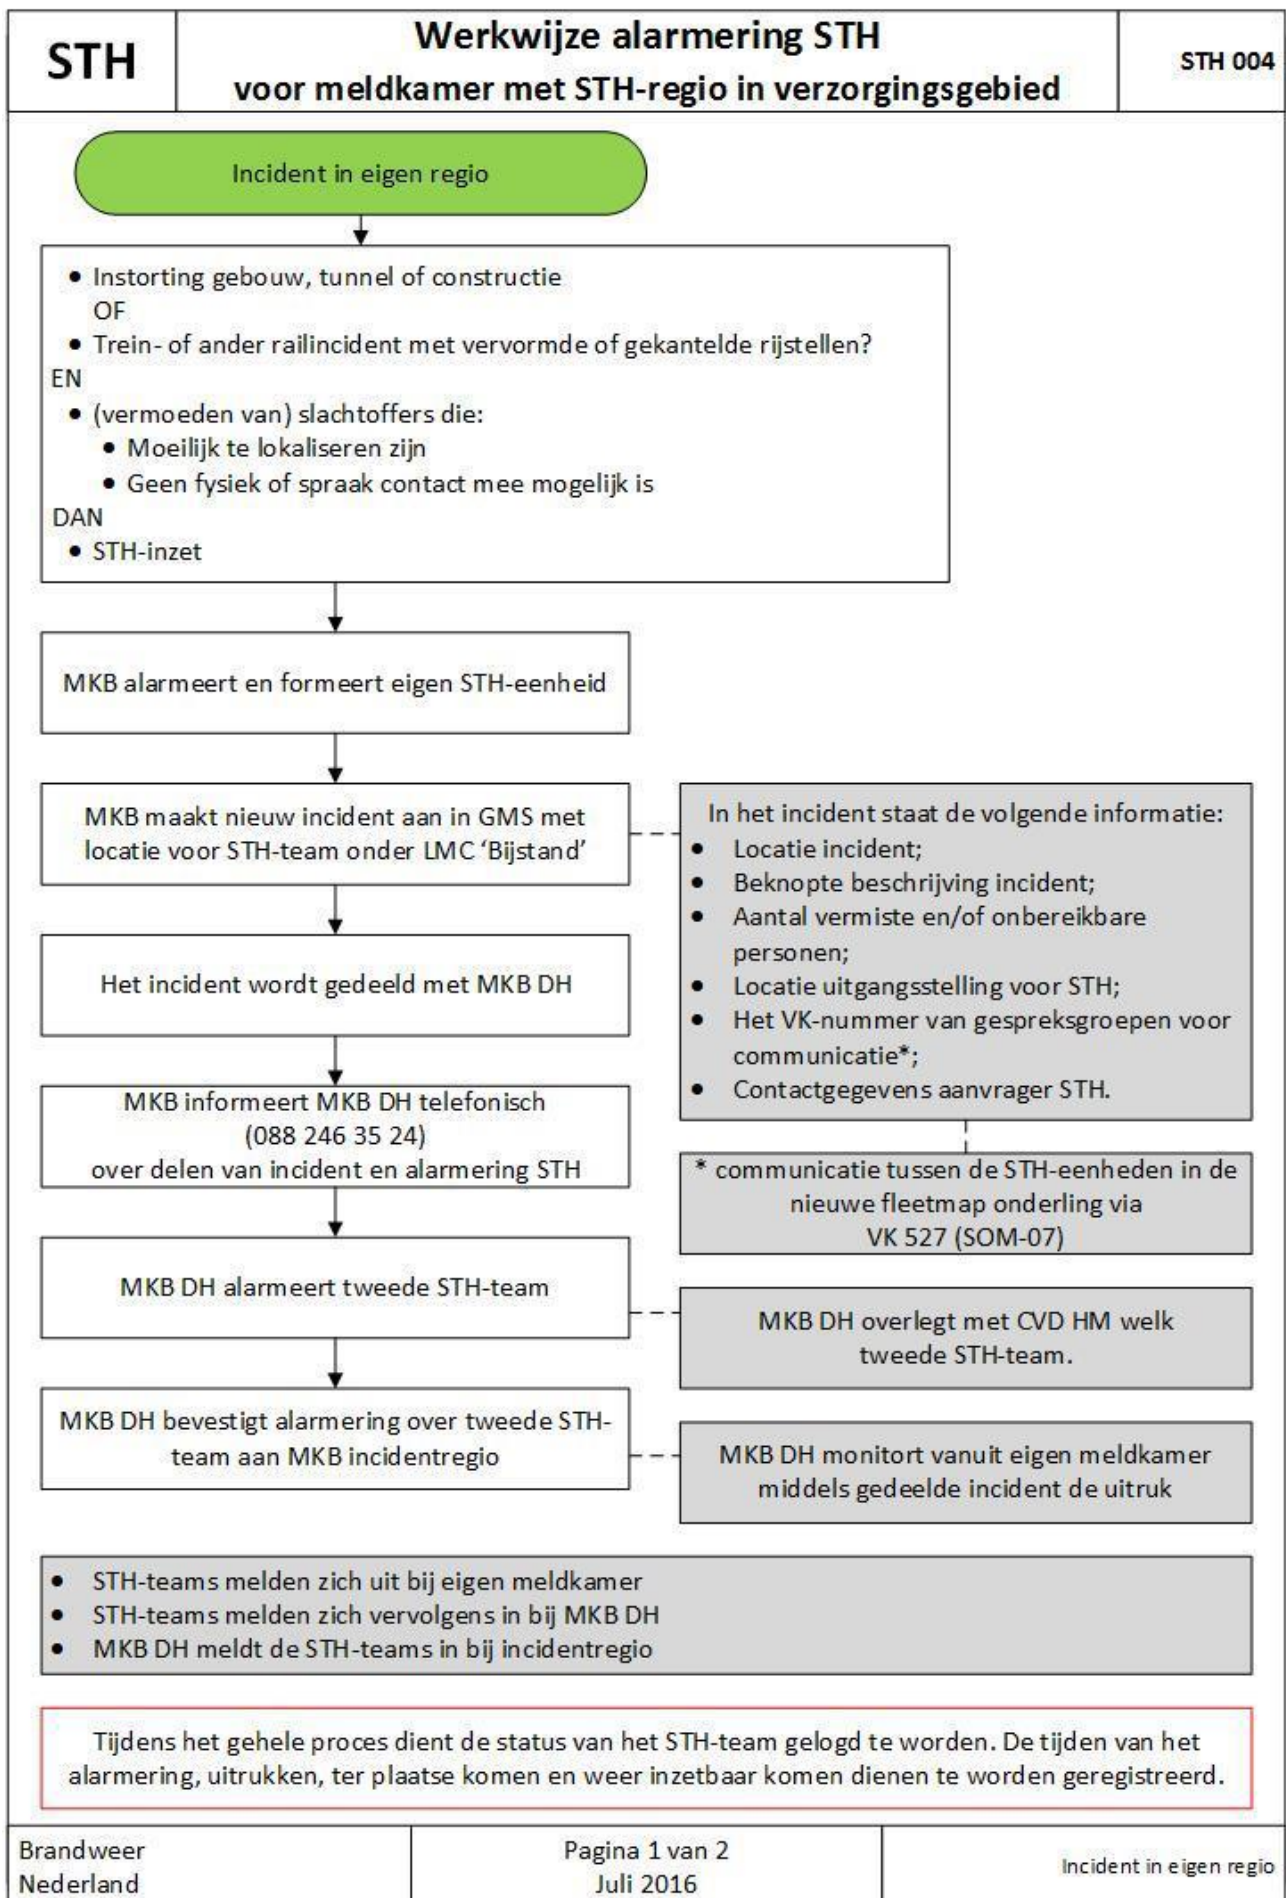 STH
Werkwijze alarmering STH
voor meldkamer met STH-regio in verzorgingsgebied
STH 004
Incident in eigen regio
• Instorting gebouw, tunnel of constructie
OF
• Trein- of ander railincident met vervormde of gekantelde rijstellen?
EN
• (vermoeden van) slachtoffers die:
• Moeilijk te lokaliseren zijn
• Geen fysiek of spraak contact mee mogelijk is
DAN
• STH-inzet
MKB alarmeert en formeert eigen STH-eenheid
MKB maakt nieuw incident aan in GMS met
locatie voor STH-team onder LMC ‘Bijstand’
In het incident staat de volgende informatie:
• Locatie incident;
• Beknopte beschrijving incident;
• Aantal vermiste en/of onbereikbare
personen;
• Locatie uitgangsstelling voor STH;
• Het VK-nummer van gespreksgroepen voor
communicatie*;
• Contactgegevens aanvrager STH.
Het incident wordt gedeeld met MKB DH
MKB informeert MKB DH telefonisch
(088 246 35 24)
over delen van incident en alarmering STH
* communicatie tussen de STH-eenheden in de
nieuwe fleetmap onderling via
VK 527 (SOM-07)
MKB DH alarmeert tweede STH-team
MKB DH overlegt met CVD HM welk
tweede STH-team.
MKB DH bevestigt alarmering over tweede STH-
team aan MKB incidentregio
MKB DH monitort vanuit eigen meldkamer
middels gedeelde incident de uitruk
• STH-teams melden zich uit bij eigen meldkamer
• STH-teams melden zich vervolgens in bij MKB DH
• MKB DH meldt de STH-teams in bij incidentregio
Tijdens het gehele proces dient de status van het STH-team gelogd te worden. De tijden van het
alarmering, uitrukken, ter plaatse komen en weer inzetbaar komen dienen te worden geregistreerd.
Brandweer
Nederland
Pagina 1 van 2
Juli 2016
Incident in eigen regio